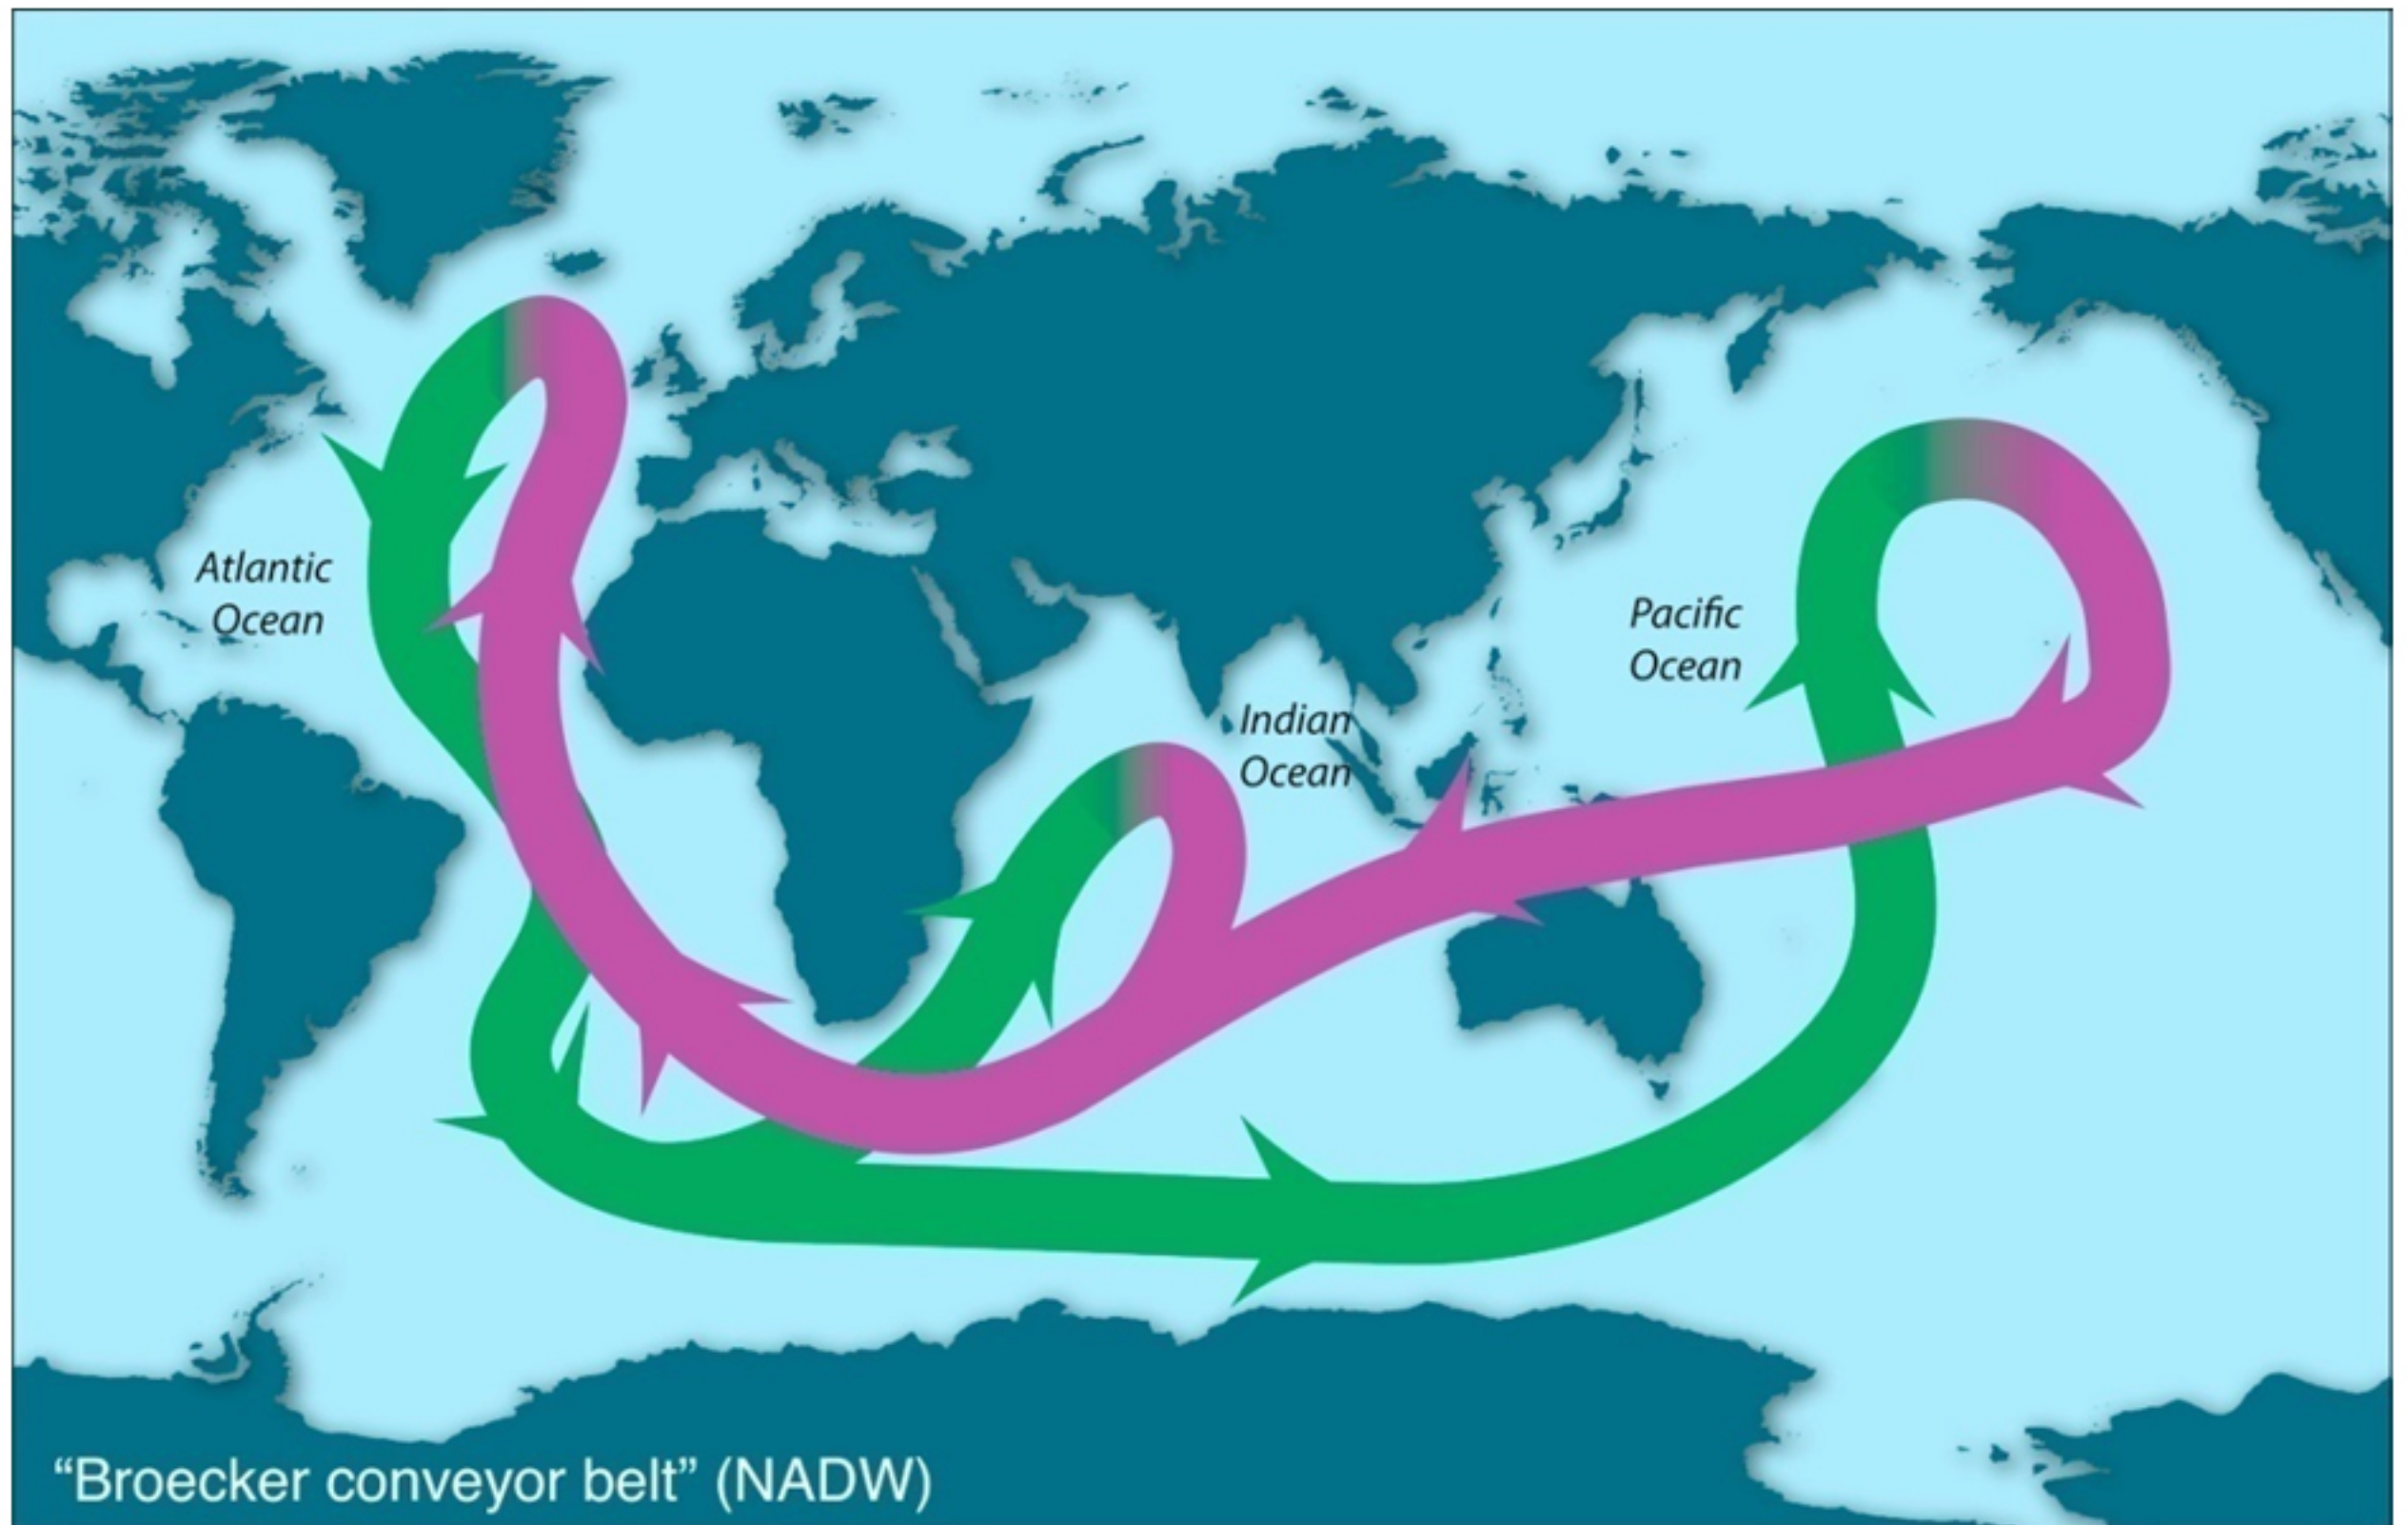 Atlantic
Ocean
Pacific
Ocean
Indian
Ocean
“Broecker conveyor belt” (NADW)